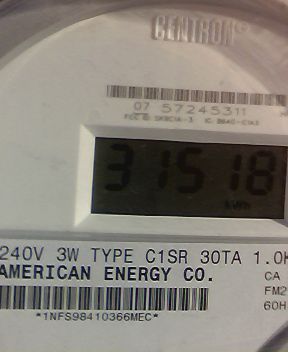 CENTRON®
07 57245311
31518
kWh
240V 3W TYPE C1SR 30TA 1.0K
AMERICAN ENERGY CO.
CA
FM2
60H
*1NFS98410366MEC*